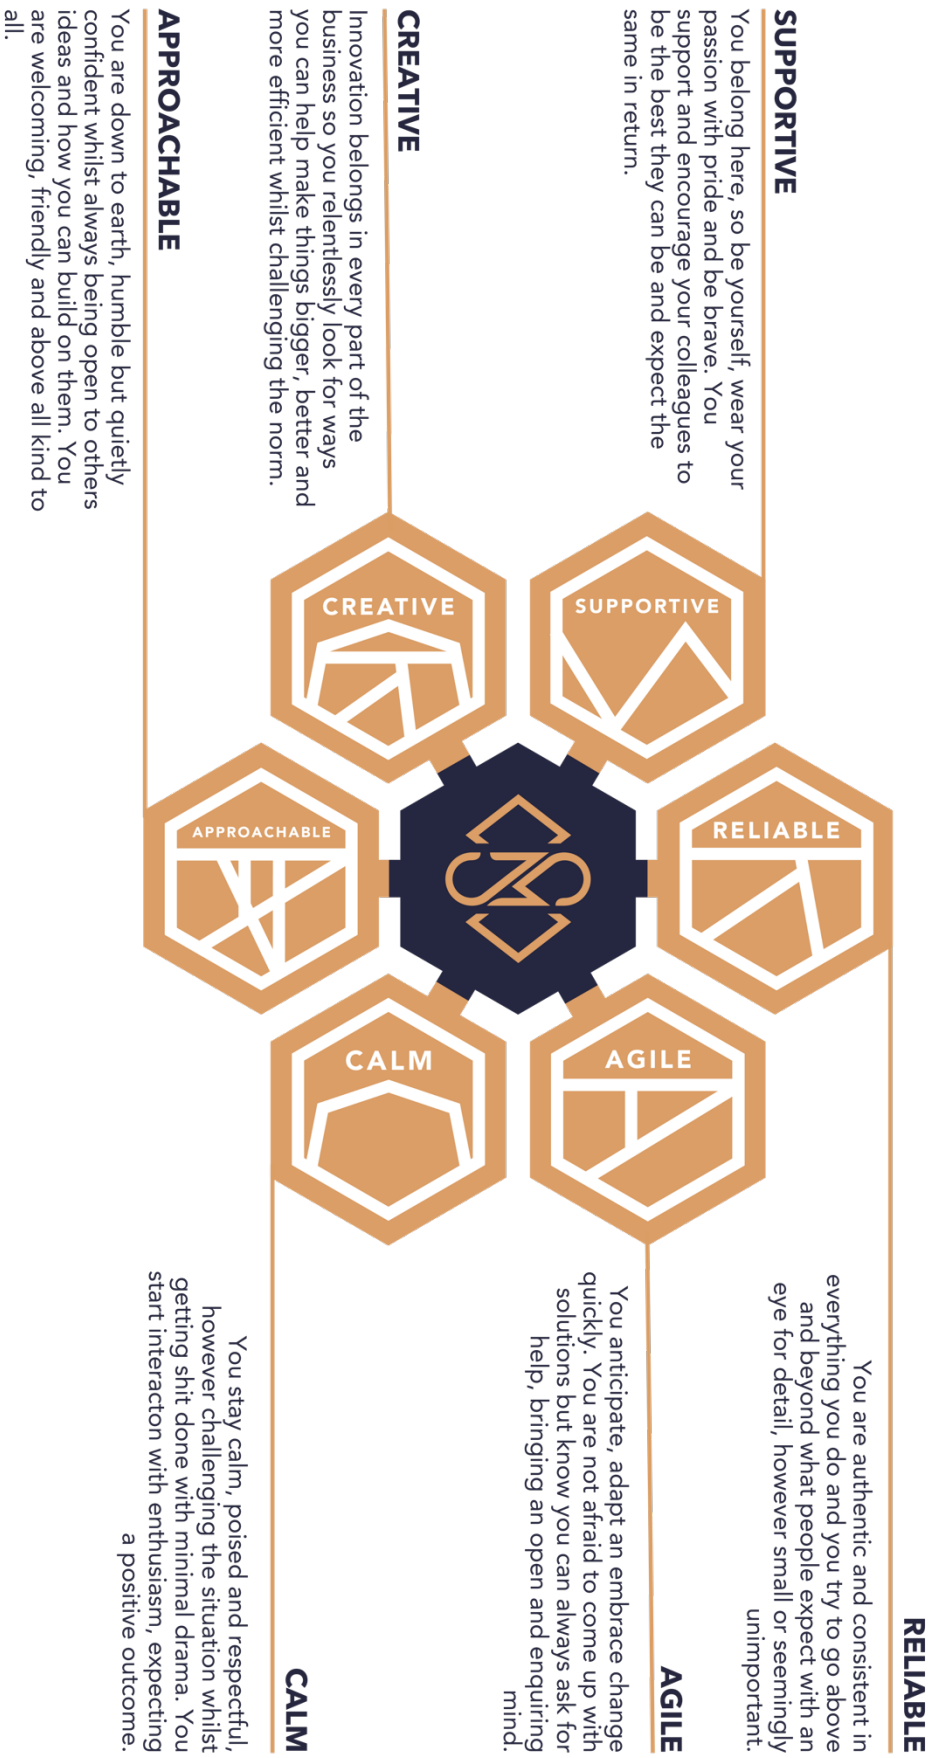 SUPPORTIVE
You belong here, so be yourself, wear your
passion with pride and be brave. You
support and encourage your colleagues to
be the best they can be and expect the
same in return.
CREATIVE
Innovation belongs in every part of the
business so you relentlessly look for ways
you can help make things bigger, better and
more efficient whilst challenging the norm.
APPROACHABLE
You are down to earth, humble but quietly
confident whilst always being open to others
ideas and how you can build on them. You
are welcoming, friendly and above all kind to
all.
SUPPORTIVE
CREATIVE
RELIABLE
APPROACHABLE
SMS
AGILE
CALM
RELIABLE
You are authentic and consistent in
everything you do and you try to go above
and beyond what people expect with an
eye for detail, however small or seemingly
unimportant.
AGILE
You anticipate, adapt an embrace change
quickly. You are not afraid to come up with
solutions but know you can always ask for
help, bringing an open and enquiring
mind.
CALM
You stay calm, poised and respectful,
however challenging the situation whilst
getting shit done with minimal drama. You
start interacton with enthusiasm, expecting
a positive outcome.